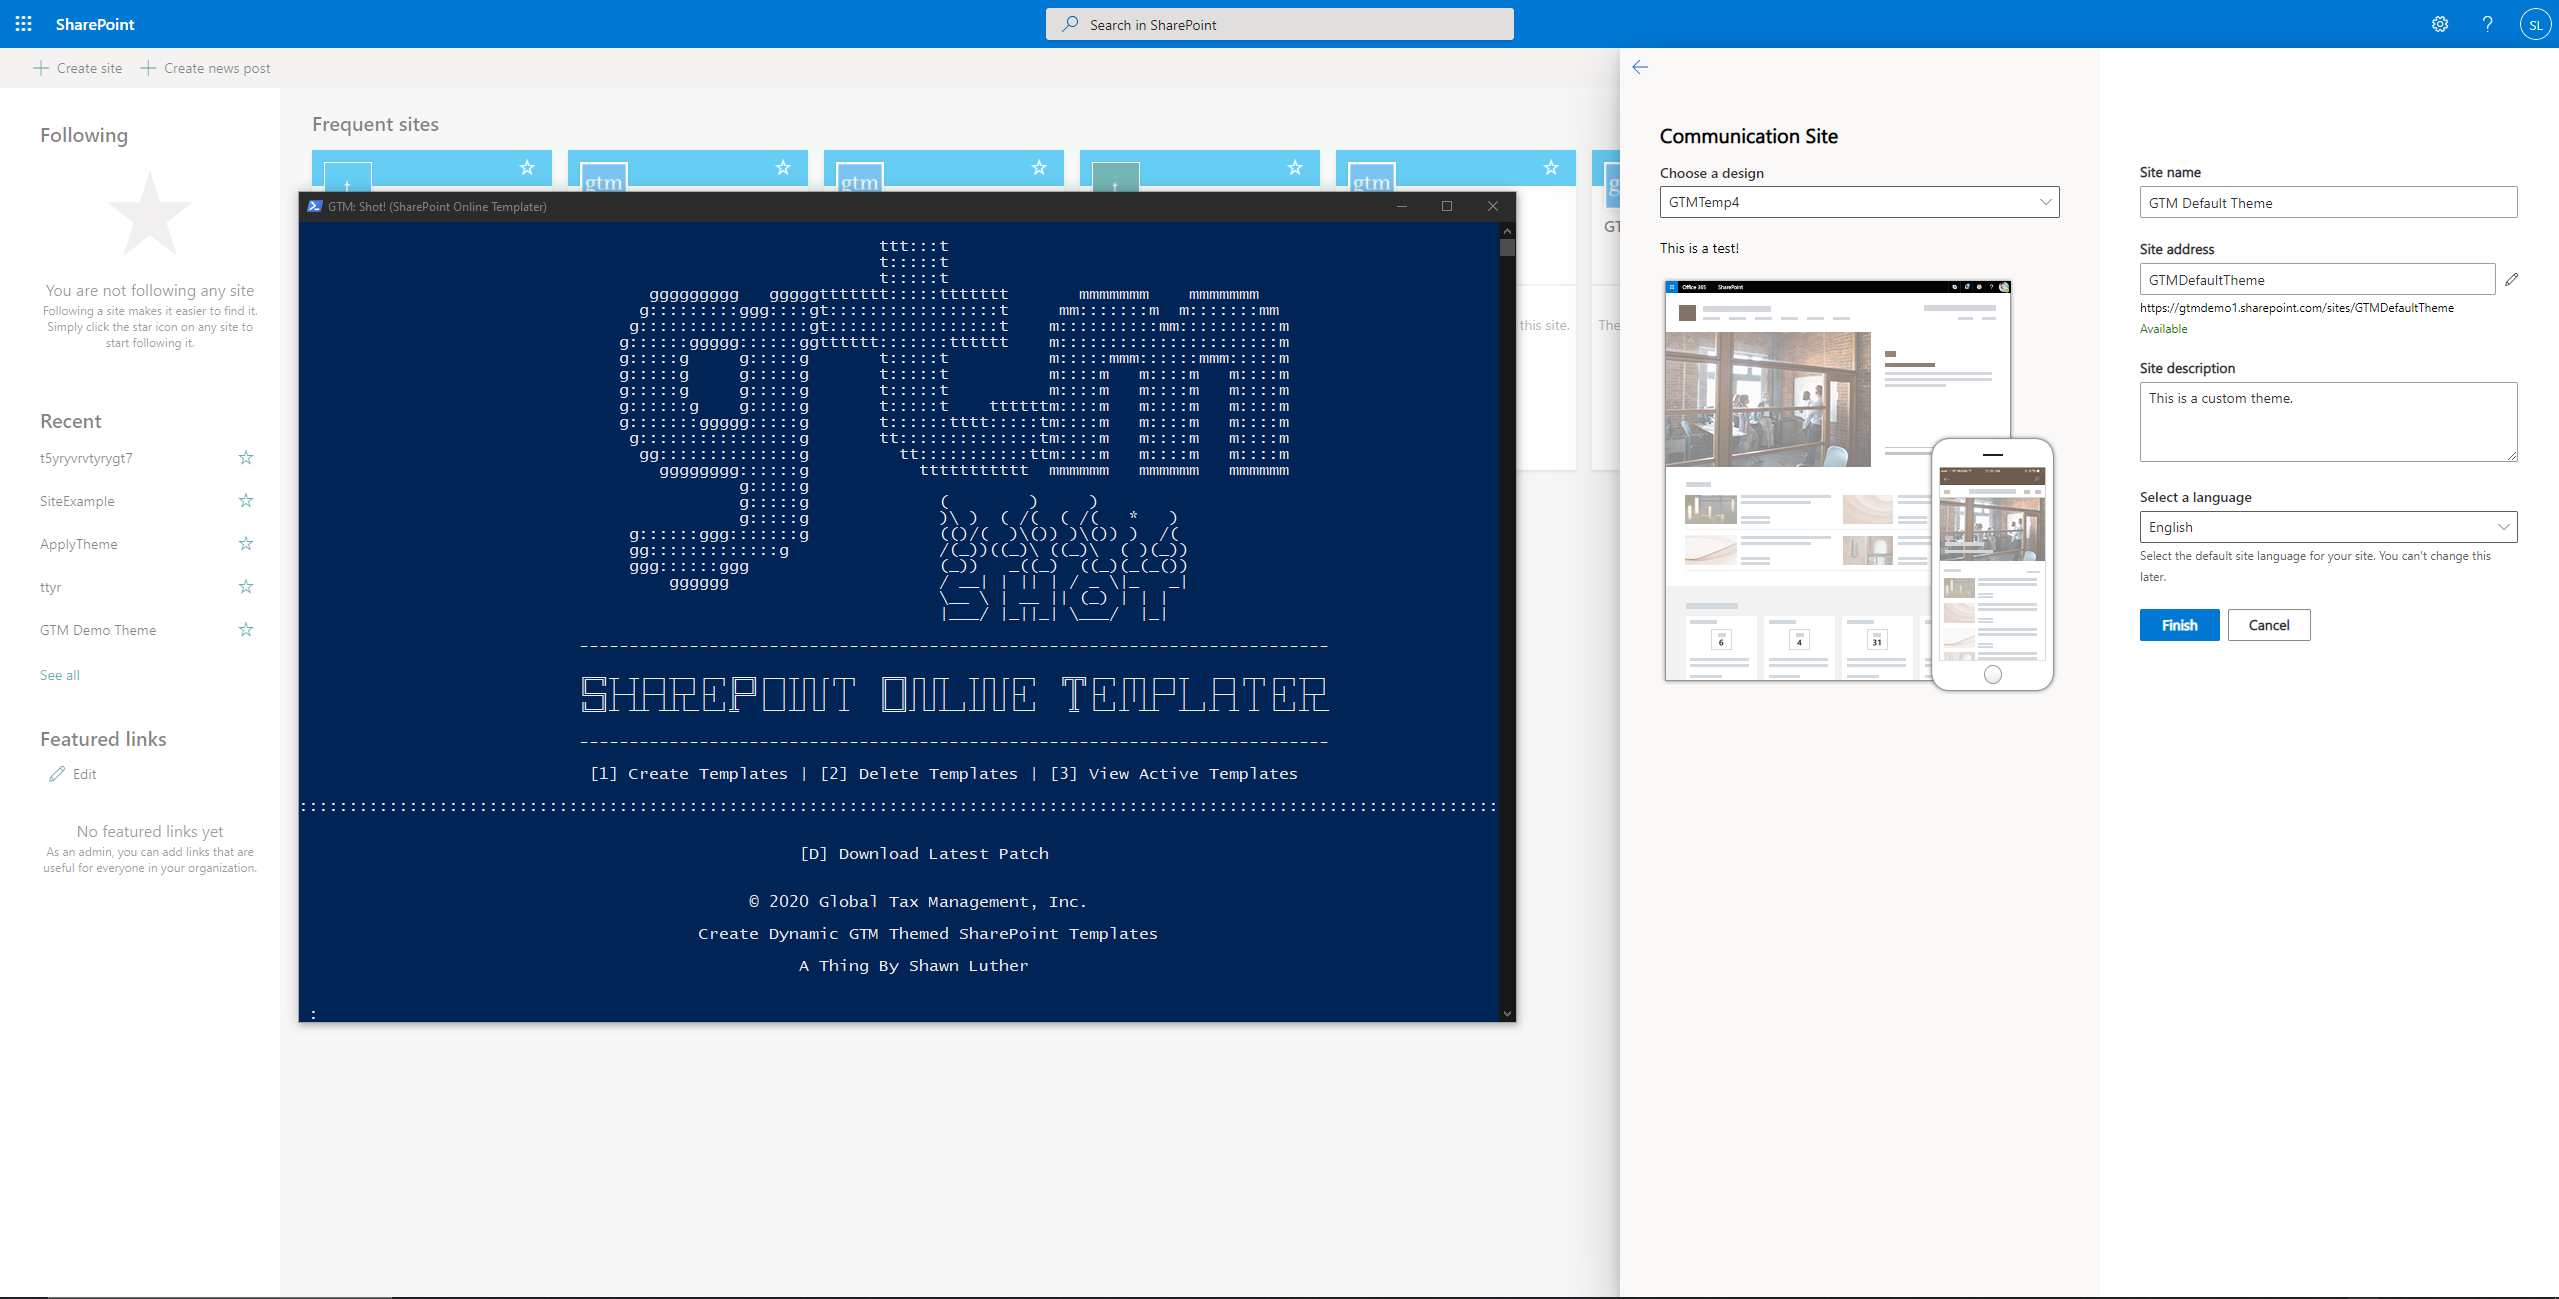 SharePoint
Search in SharePoint
SL
Create site
Create news post
Following
You are not following any site
Following a site makes it easier to find it.
Simply click the star icon on any site to
start following it.
Recent
t5yryvrvtyrygt7
SiteExample
ApplyTheme
ttyr
GTM Demo Theme
See all
Featured links
Edit
No featured links yet
As an admin, you can add links that are
useful for everyone in your organization.
Frequent sites
t
gtm
gtm
t
gtm
g
GT
this site.
The
GTM: Shot! (SharePoint Online Templater)
gtm
SHOT
SHAREPOINT ONLINE TEMPLATER
[1] Create Templates | [2] Delete Templates | [3] View Active Templates
[D] Download Latest Patch
© 2020 Global Tax Management, Inc.
Create Dynamic GTM Themed SharePoint Templates
A Thing By Shawn Luther
:
Communication Site
Choose a design
GTMTemp4
This is a test!
Office 365 SharePoint
6
4
31
Site name
GTM Default Theme
Site address
GTMDefaultTheme
https://gtmdemo1.sharepoint.com/sites/GTMDefaultTheme
Available
Site description
This is a custom theme.
Select a language
English
Select the default site language for your site. You can't change this
later.
Finish
Cancel